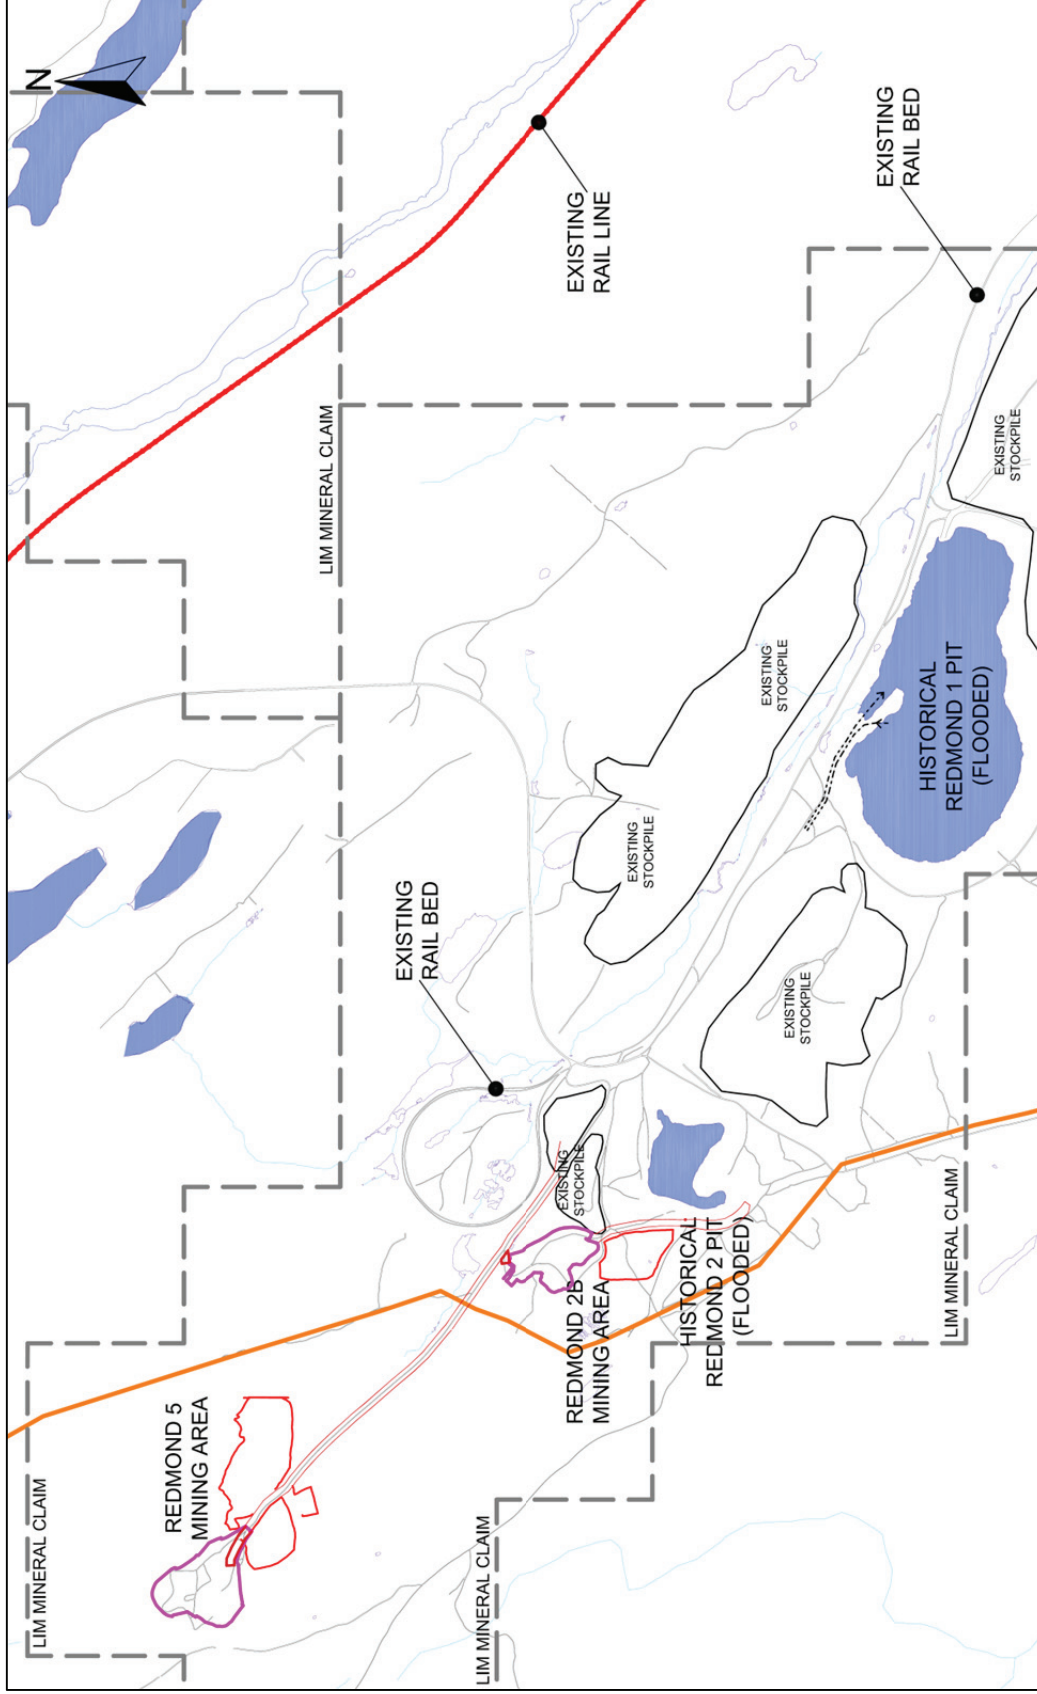 N
EXISTING
RAIL LINE
EXISTING
RAIL BED
LIM MINERAL CLAIM
EXISTING
STOCKPILE
EXISTING
STOCKPILE
HISTORICAL
REDMOND 1 PIT
(FLOODED)
EXISTING
STOCKPILE
EXISTING
RAIL BED
EXISTING
STOCKPILE
EXISTING
STOCKPILE
HISTORICAL
REDMOND 2 PIT
(FLOODED)
LIM MINERAL CLAIM
REDMOND 2B
MINING AREA
REDMOND 5
MINING AREA
LIM MINERAL CLAIM
LIM MINERAL CLAIM